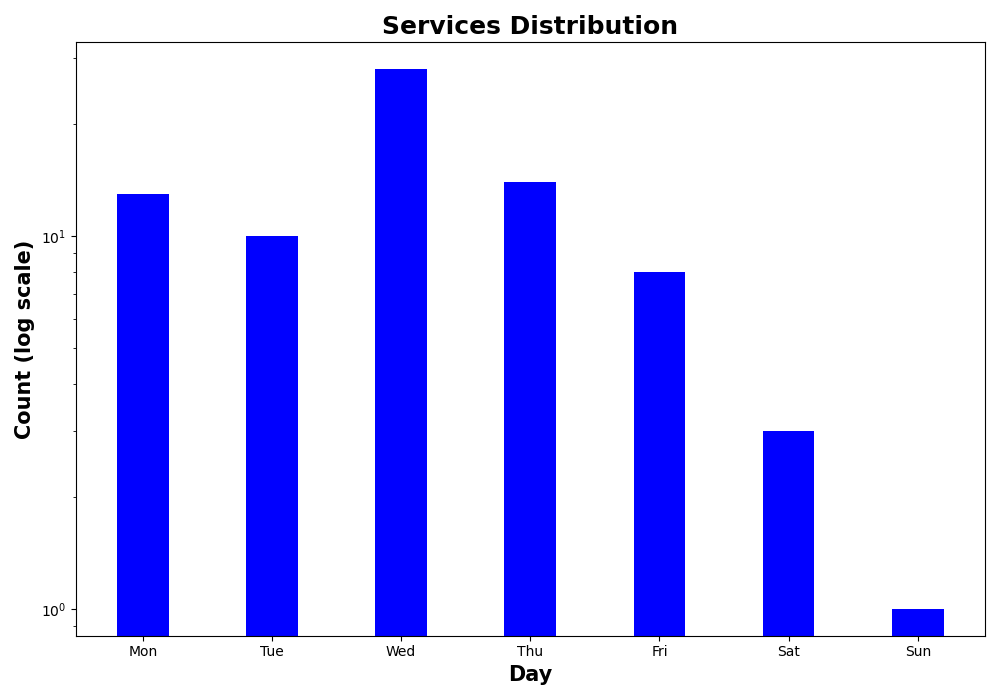 Services Distribution
Count (log scale)
10¹
10⁰
Mon Tue Wed Thu Fri Sat Sun
Day